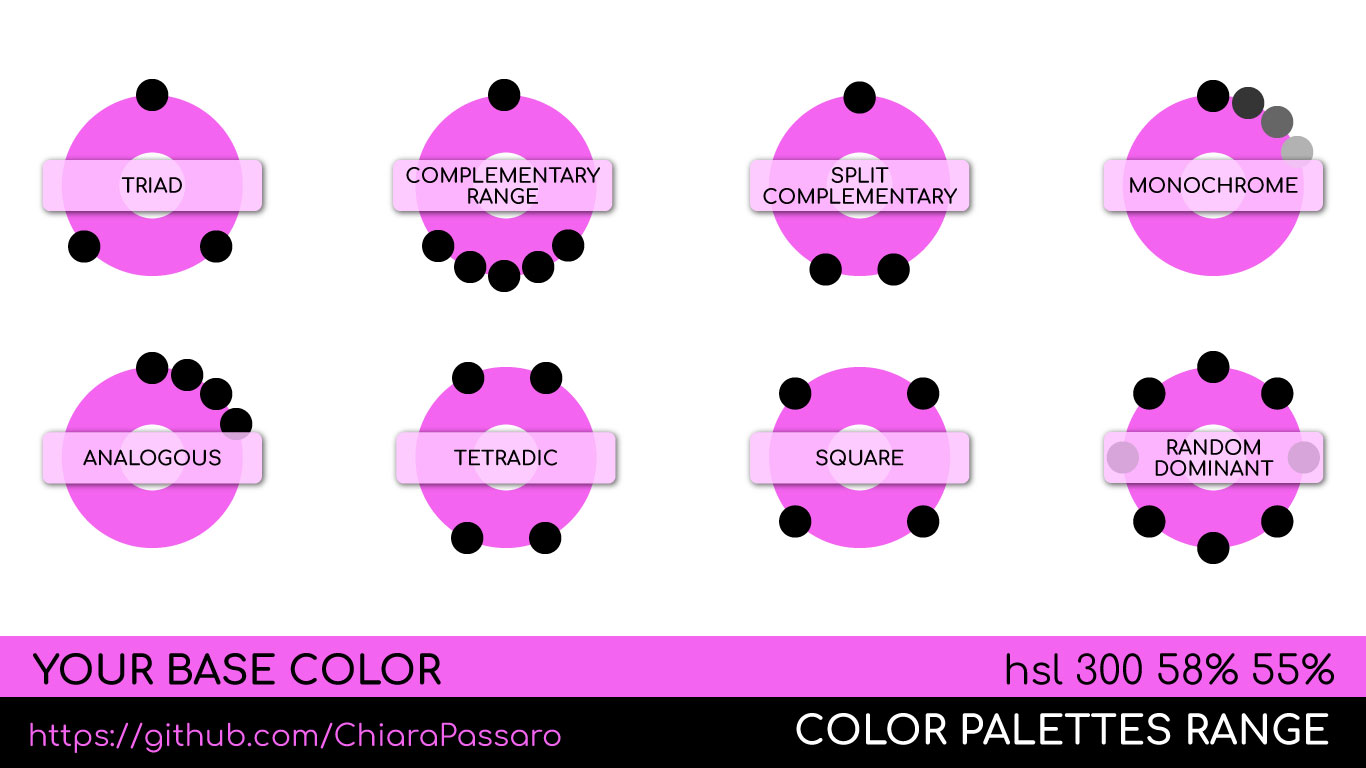 TRIAD
COMPLEMENTARY
RANGE
SPLIT
COMPLEMENTARY
MONOCHROME
ANALOGOUS
TETRADIC
SQUARE
RANDOM
DOMINANT
YOUR BASE COLOR
hsl 300 58% 55%
https://github.com/ChiaraPassaro
COLOR PALETTES RANGE